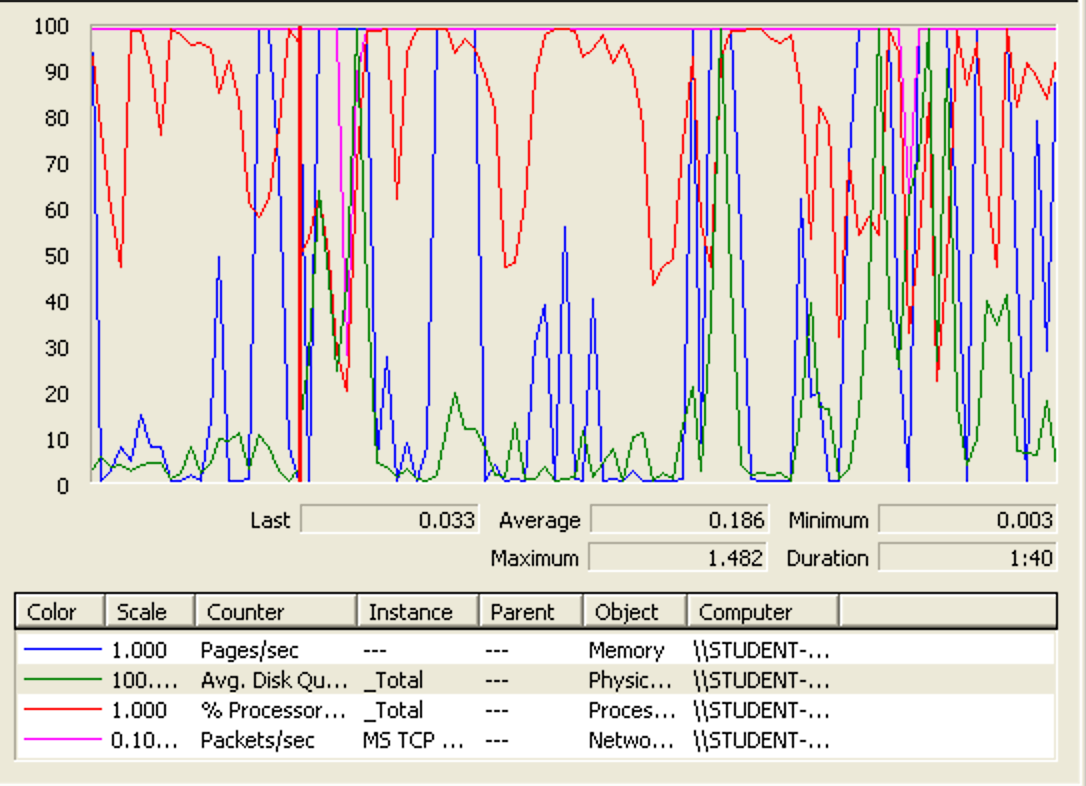 100
90
80
70
60
50
40
30
20
10
0
Last 0.033 Average 0.186 Minimum 0.003
Maximum 1.482 Duration 1:40
Color Scale Counter Instance Parent Object Computer
1.000 Pages/sec --- --- Memory \\STUDENT-...
100.... Avg. Disk Qu... _Total --- Physic... \\STUDENT-...
1.000 % Processor... _Total --- Proces... \\STUDENT-...
0.10... Packets/sec MS TCP ... --- Netwo... \\STUDENT-...